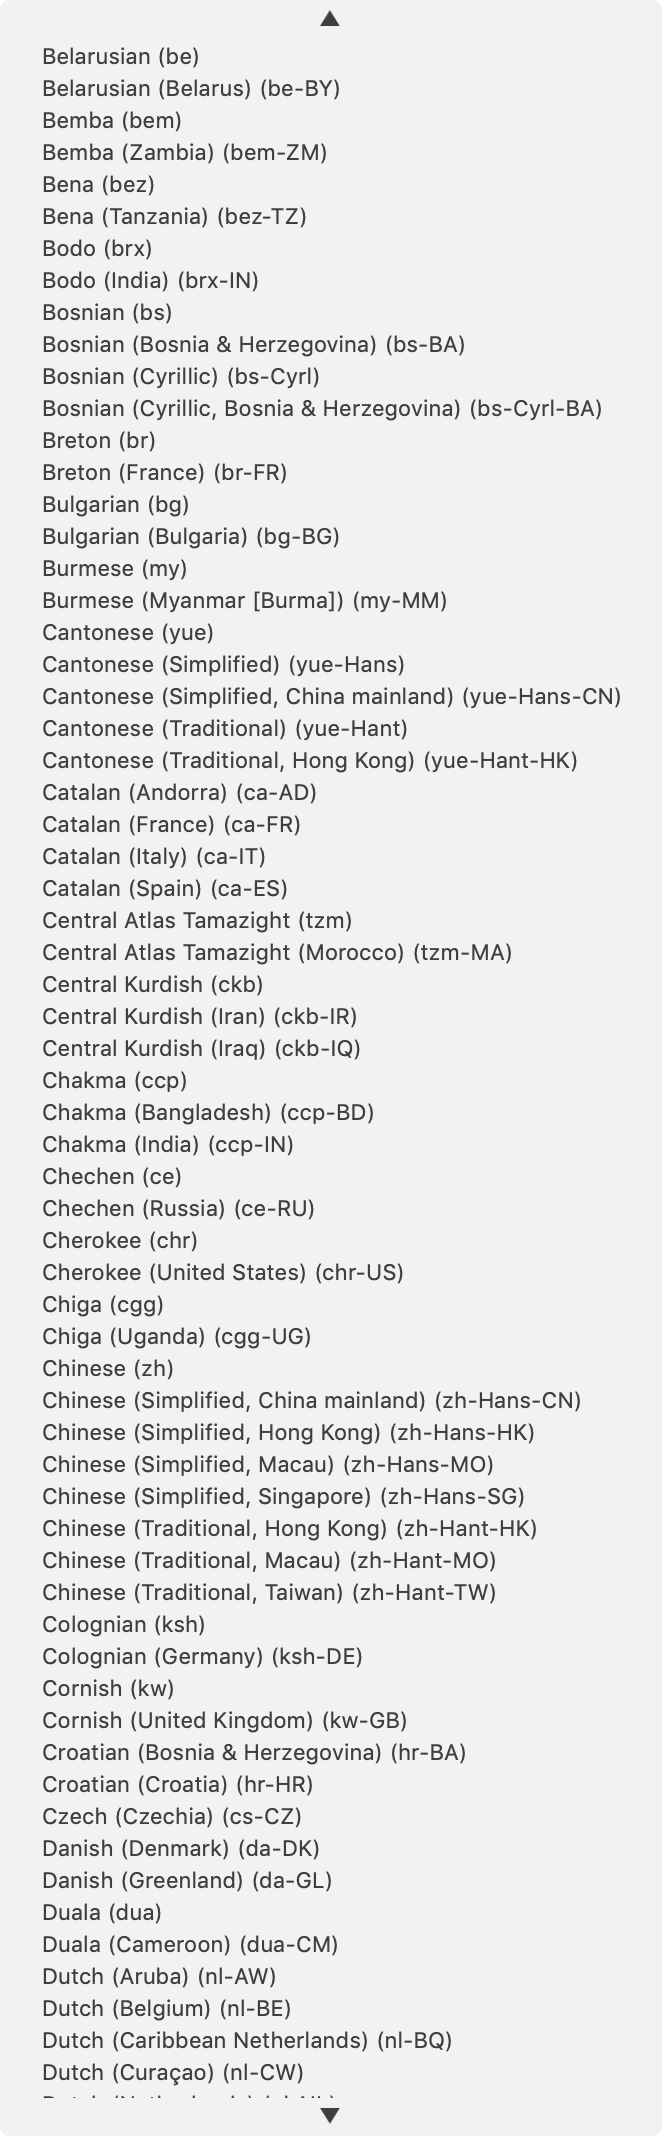 Belarusian (be)
Belarusian (Belarus) (be-BY)
Bemba (bem)
Bemba (Zambia) (bem-ZM)
Bena (bez)
Bena (Tanzania) (bez-TZ)
Bodo (brx)
Bodo (India) (brx-IN)
Bosnian (bs)
Bosnian (Bosnia & Herzegovina) (bs-BA)
Bosnian (Cyrillic) (bs-Cyrl)
Bosnian (Cyrillic, Bosnia & Herzegovina) (bs-Cyrl-BA)
Breton (br)
Breton (France) (br-FR)
Bulgarian (bg)
Bulgarian (Bulgaria) (bg-BG)
Burmese (my)
Burmese (Myanmar [Burma]) (my-MM)
Cantonese (yue)
Cantonese (Simplified) (yue-Hans)
Cantonese (Simplified, China mainland) (yue-Hans-CN)
Cantonese (Traditional) (yue-Hant)
Cantonese (Traditional, Hong Kong) (yue-Hant-HK)
Catalan (Andorra) (ca-AD)
Catalan (France) (ca-FR)
Catalan (Italy) (ca-IT)
Catalan (Spain) (ca-ES)
Central Atlas Tamazight (tzm)
Central Atlas Tamazight (Morocco) (tzm-MA)
Central Kurdish (ckb)
Central Kurdish (Iran) (ckb-IR)
Central Kurdish (Iraq) (ckb-IQ)
Chakma (ccp)
Chakma (Bangladesh) (ccp-BD)
Chakma (India) (ccp-IN)
Chechen (ce)
Chechen (Russia) (ce-RU)
Cherokee (chr)
Cherokee (United States) (chr-US)
Chiga (cgg)
Chiga (Uganda) (cgg-UG)
Chinese (zh)
Chinese (Simplified, China mainland) (zh-Hans-CN)
Chinese (Simplified, Hong Kong) (zh-Hans-HK)
Chinese (Simplified, Macau) (zh-Hans-MO)
Chinese (Simplified, Singapore) (zh-Hans-SG)
Chinese (Traditional, Hong Kong) (zh-Hant-HK)
Chinese (Traditional, Macau) (zh-Hant-MO)
Chinese (Traditional, Taiwan) (zh-Hant-TW)
Colognian (ksh)
Colognian (Germany) (ksh-DE)
Cornish (kw)
Cornish (United Kingdom) (kw-GB)
Croatian (Bosnia & Herzegovina) (hr-BA)
Croatian (Croatia) (hr-HR)
Czech (Czechia) (cs-CZ)
Danish (Denmark) (da-DK)
Danish (Greenland) (da-GL)
Duala (dua)
Duala (Cameroon) (dua-CM)
Dutch (Aruba) (nl-AW)
Dutch (Belgium) (nl-BE)
Dutch (Caribbean Netherlands) (nl-BQ)
Dutch (Curaçao) (nl-CW)